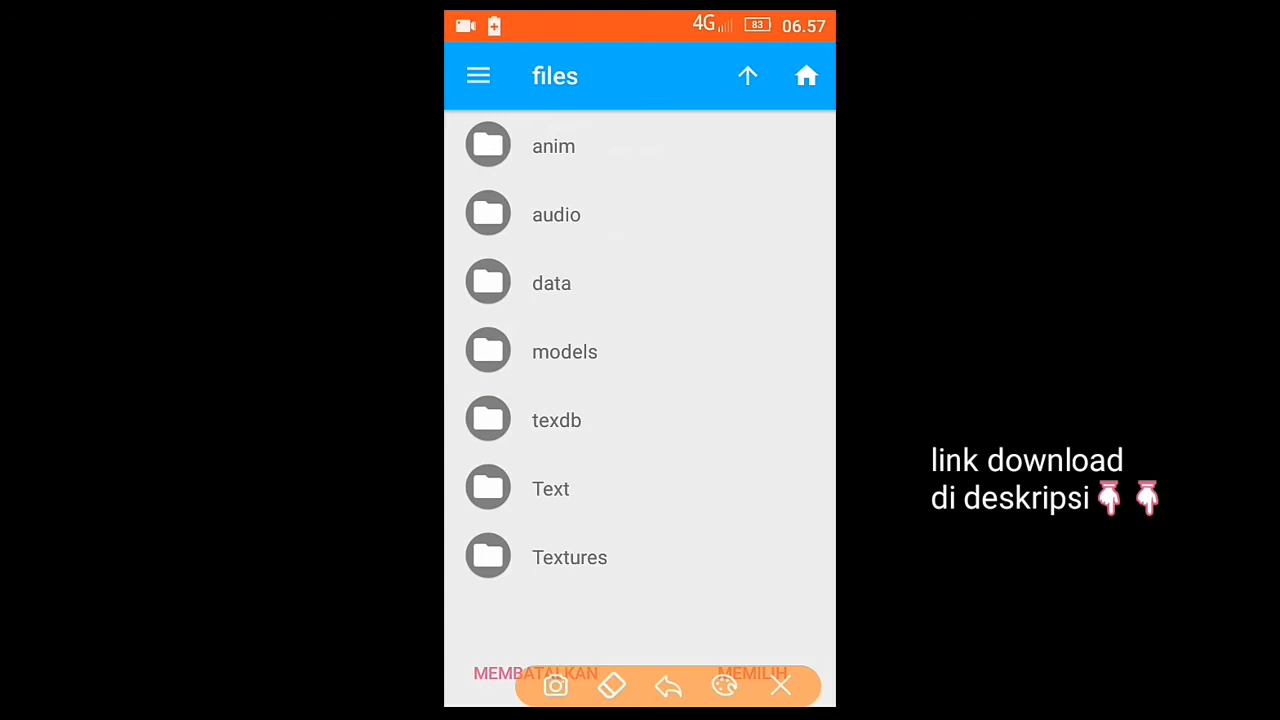 4G 83 06.57
files
anim
audio
data
models
texdb
Text
Textures
link download
di deskripsi👇👇
MEMBATALKAN MEMILIH